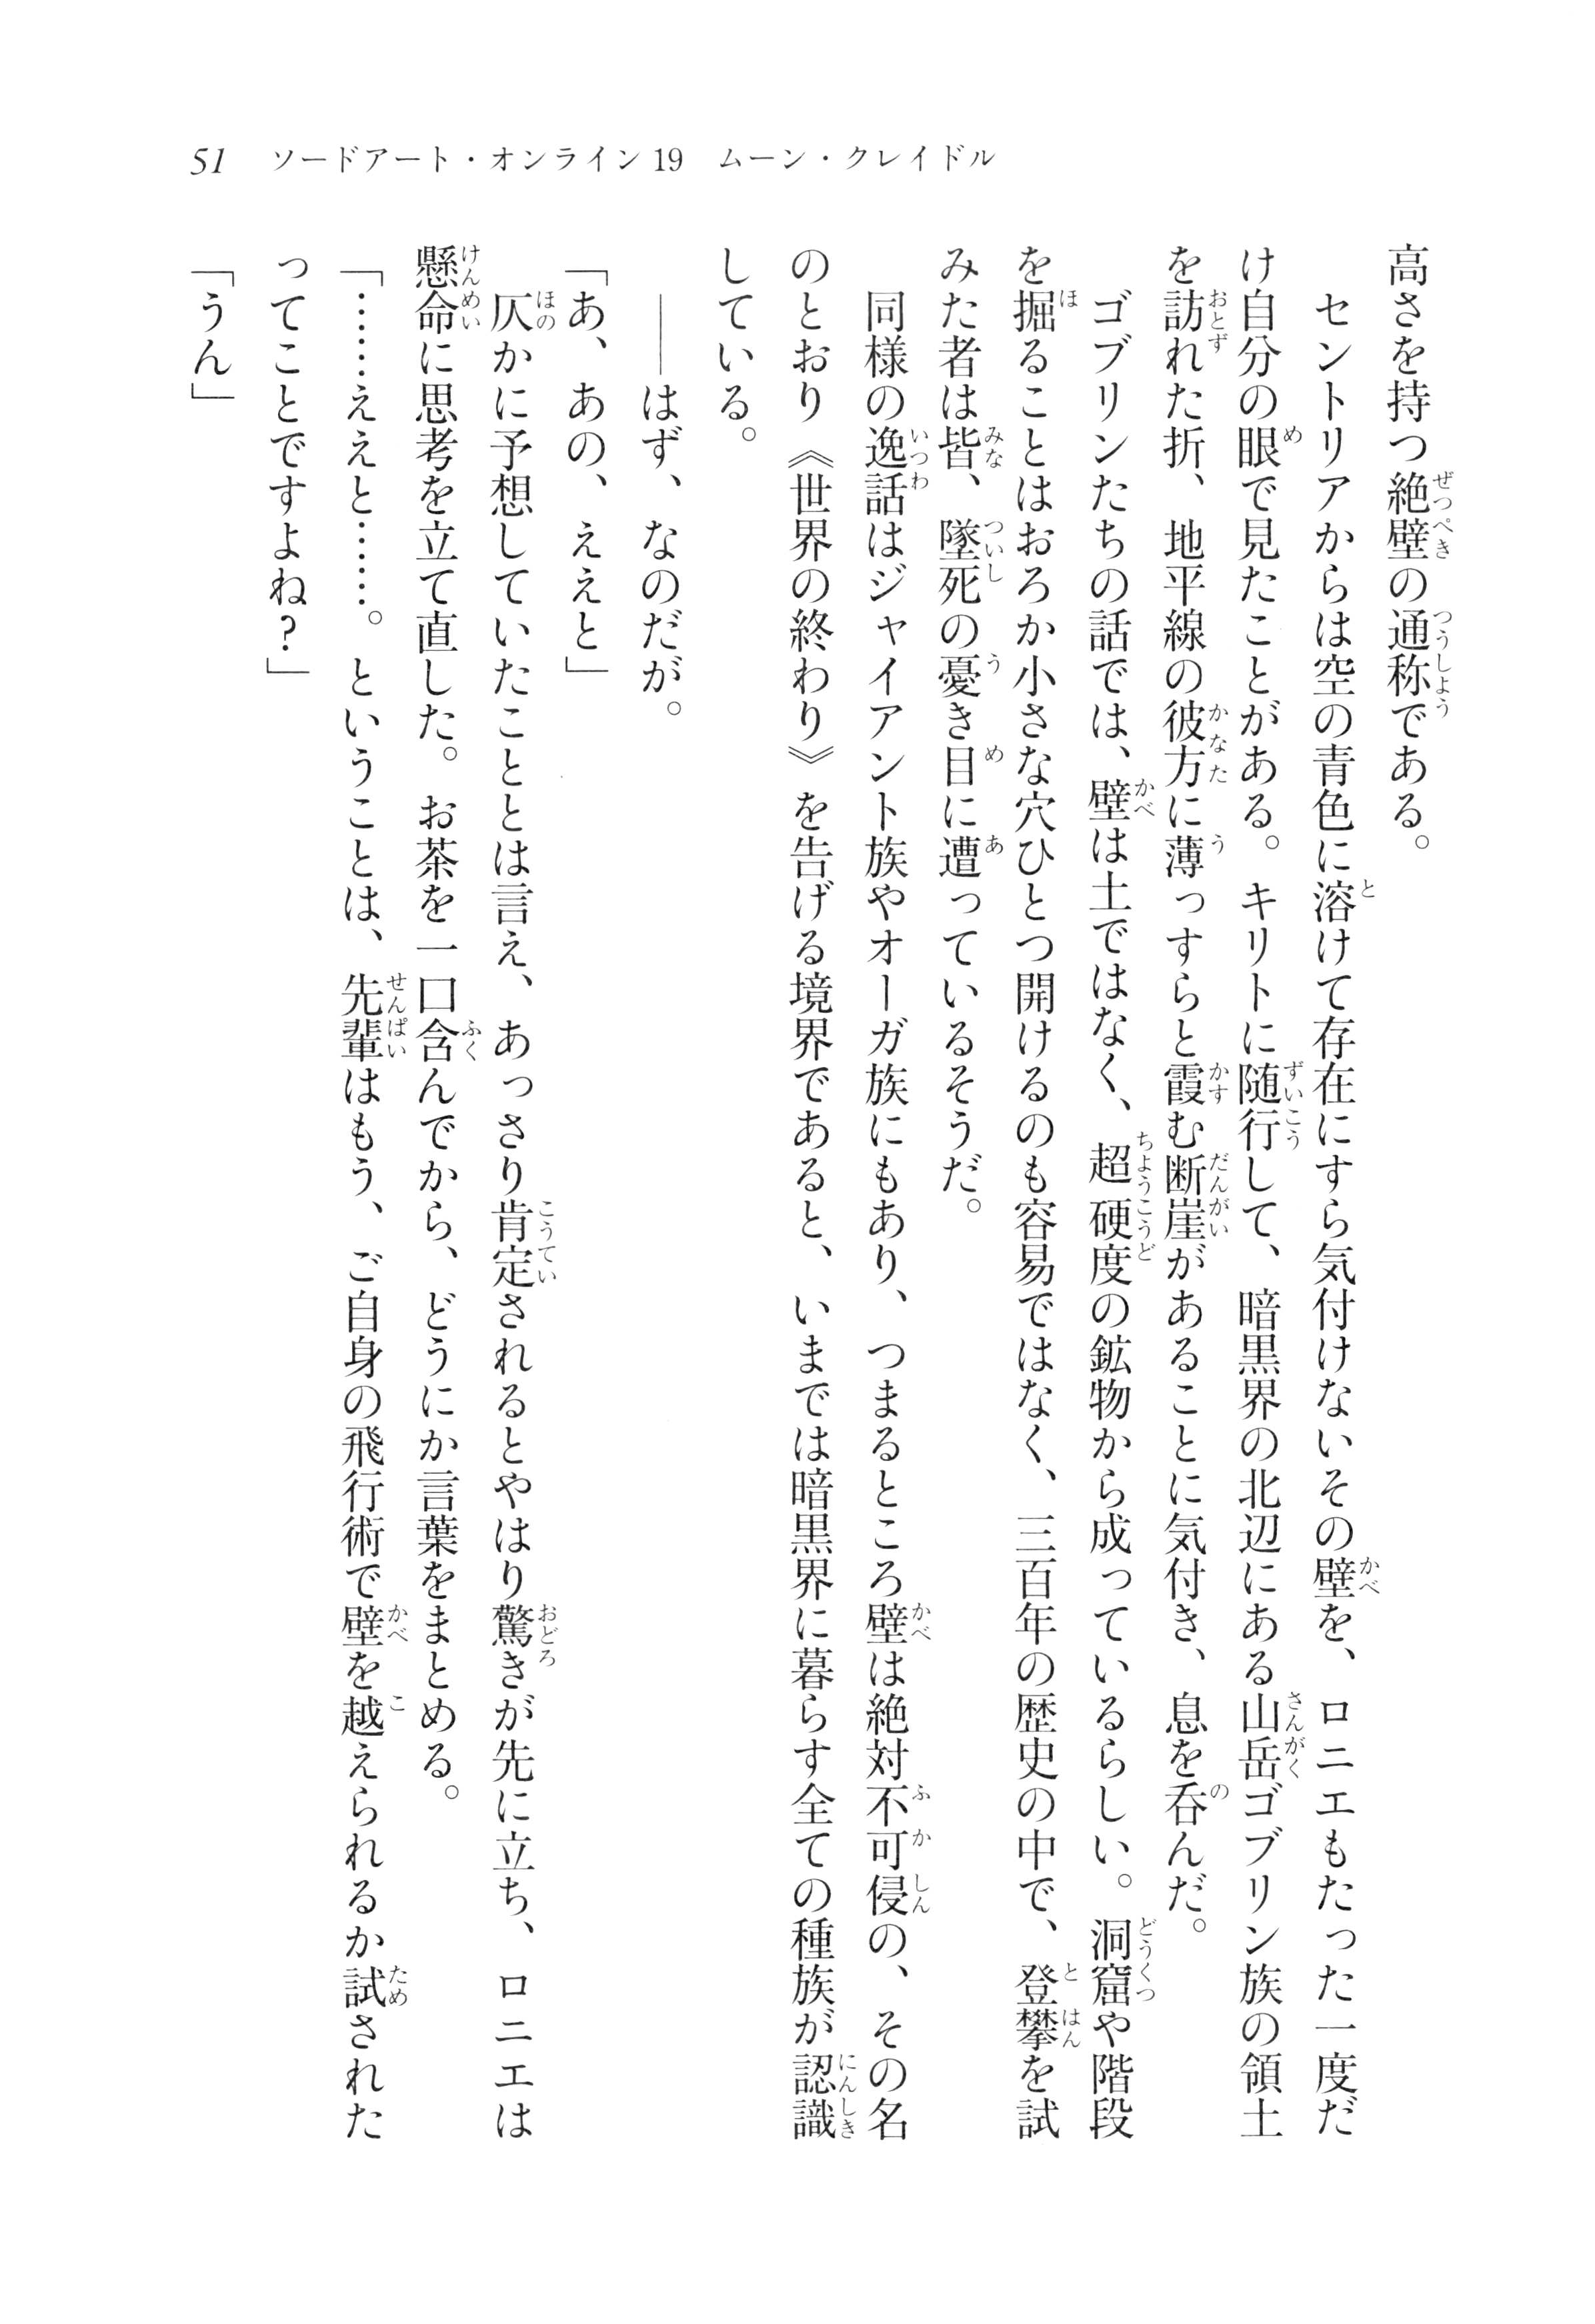 51　ソードアート・オンライン19　ムーン・クレイドル
高さを持つ絶壁の通称である。
　セントリアからは空の青色に溶けて存在にすら気付けないその壁を、ロニエもたった一度だ
け自分の眼で見たことがある。キリトに随行して、暗黒界の北辺にある山岳ゴブリン族の領土
を訪れた折、地平線の彼方に薄っすらと霞む断崖があることに気付き、息を呑んだ。
　ゴブリンたちの話では、壁は土ではなく、超硬度の鉱物から成っているらしい。洞窟や階段
を掘ることはおろか小さな穴ひとつ開けるのも容易ではなく、三百年の歴史の中で、登攀を試
みた者は皆、墜死の憂き目に遭っているそうだ。
　同様の逸話はジャイアント族やオーガ族にもあり、つまるところ壁は絶対不可侵の、その名
のとおり《世界の終わり》を告げる境界であると、いまでは暗黒界に暮らす全ての種族が認識
している。
　――はず、なのだが。
「あ、あの、ええと」
　仄かに予想していたこととは言え、あっさり肯定されるとやはり驚きが先に立ち、ロニエは
懸命に思考を立て直した。お茶を一口含んでから、どうにか言葉をまとめる。
「……ええと……。ということは、先輩はもう、ご自身の飛行術で壁を越えられるか試された
ってことですよね？」
「うん」